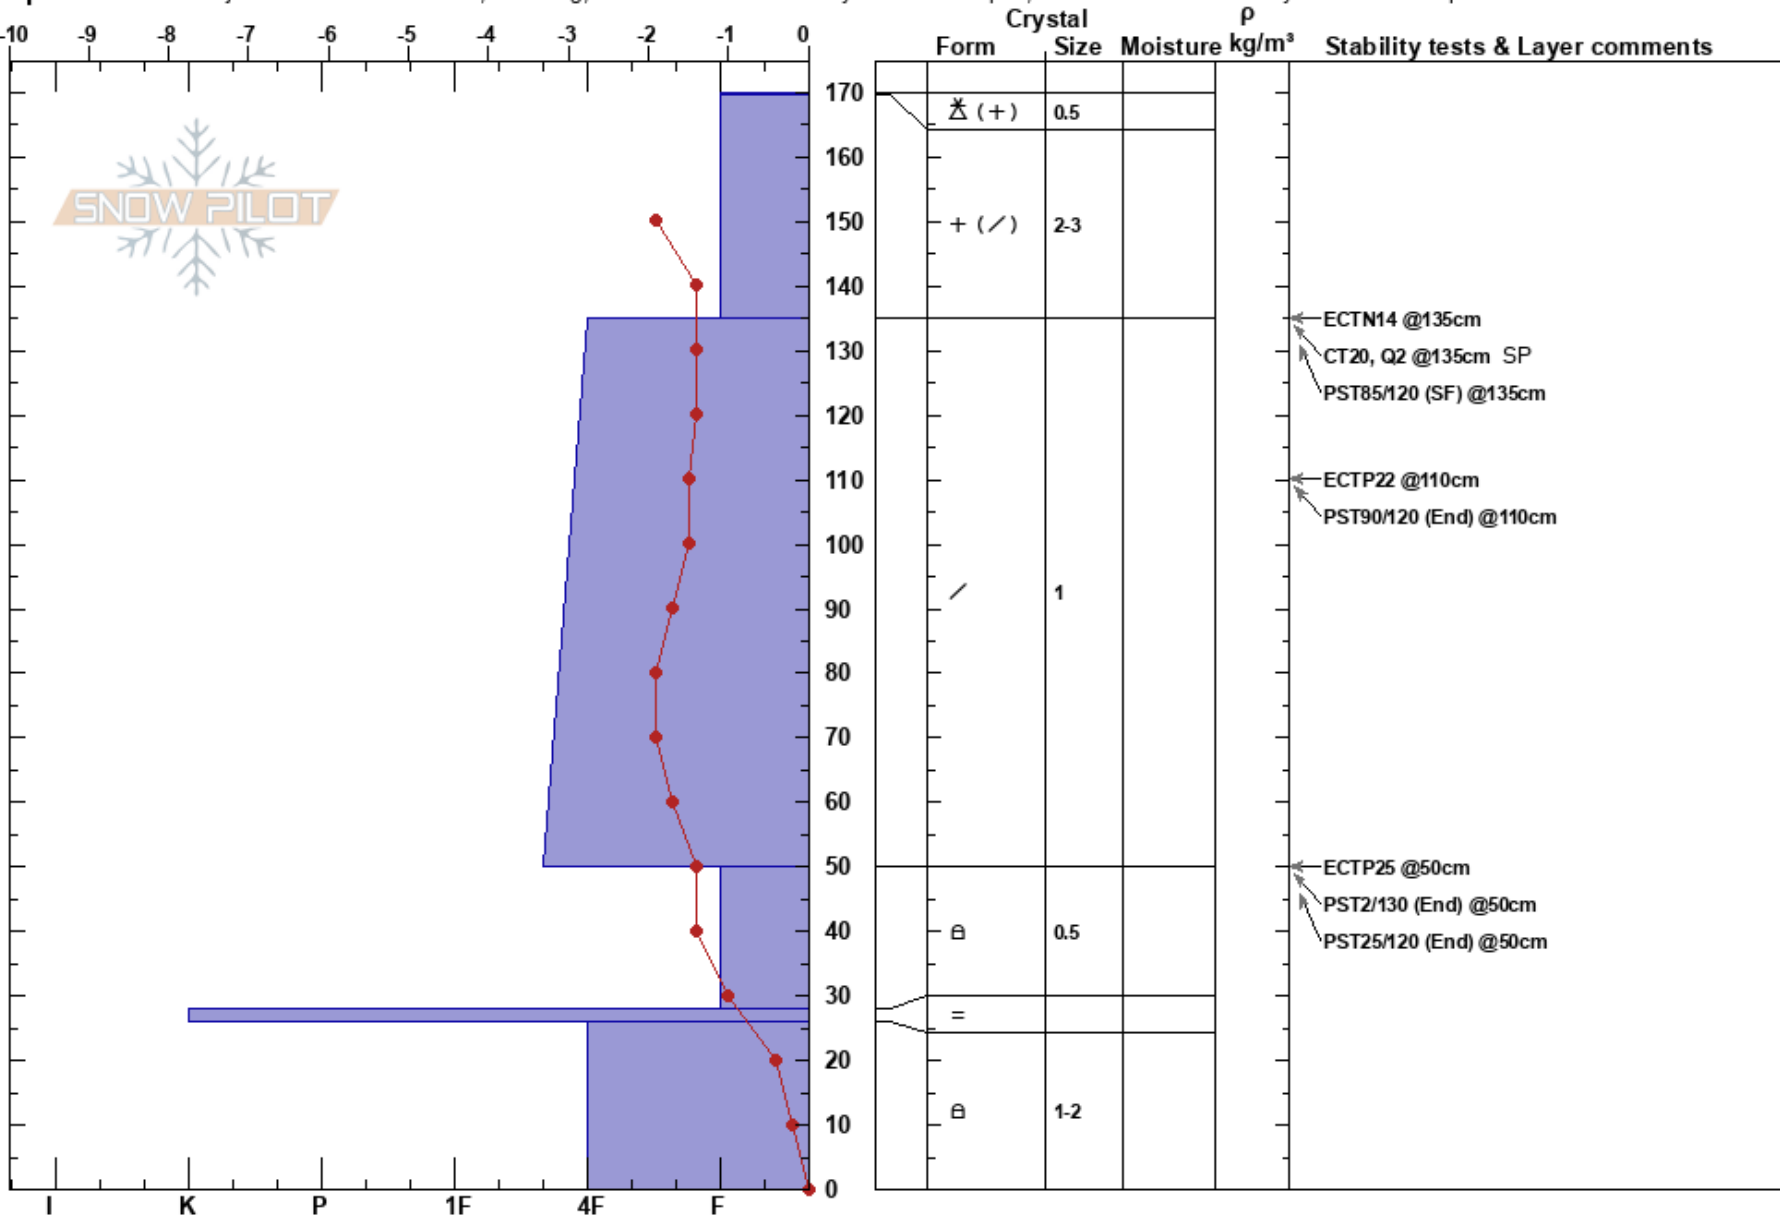 Crystal ρ
-10 -9 -8 -7 -6 -5 -4 -3 -2 -1 0 Form Size Moisture kg/m³ Stability tests & Layer comments
170
(+) 0.5
160
SNOW PILOT
150 + (/) 2-3
140
ECTN14 @135cm
130
CT20, Q2 @135cm SP
PST85/120 (SF) @135cm
120
110 ECTP22 @110cm
PST90/120 (End) @110cm
100
90 / 1
80
70
60
50 ECTP25 @50cm
PST2/130 (End) @50cm
40 0.5
PST25/120 (End) @50cm
30
=
20
10 1-2
0
I K P 1F 4F F